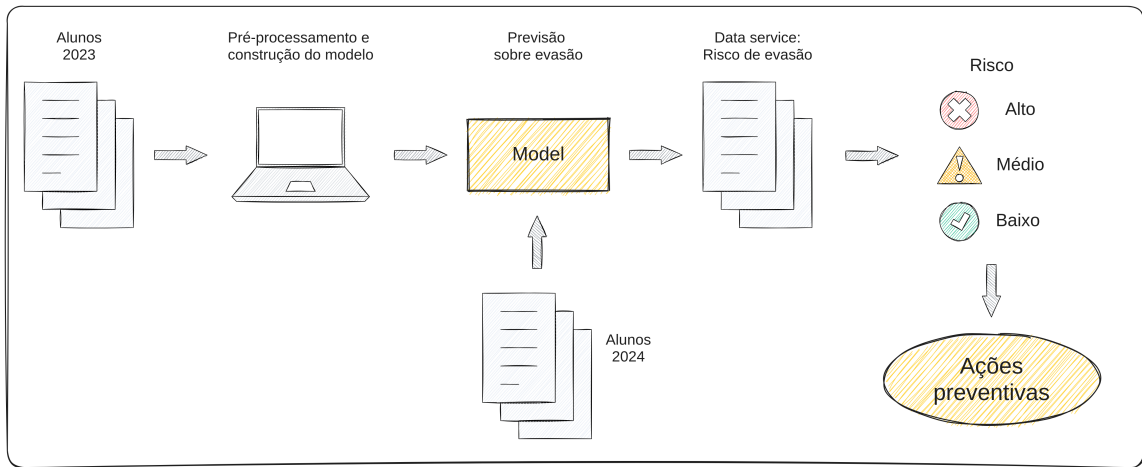 Alunos
2023
Pré-processamento e
construção do modelo
Previsão
sobre evasão
Data service:
Risco de evasão
Risco
Alto
Médio
Baixo
Model
Alunos
2024
Ações
preventivas